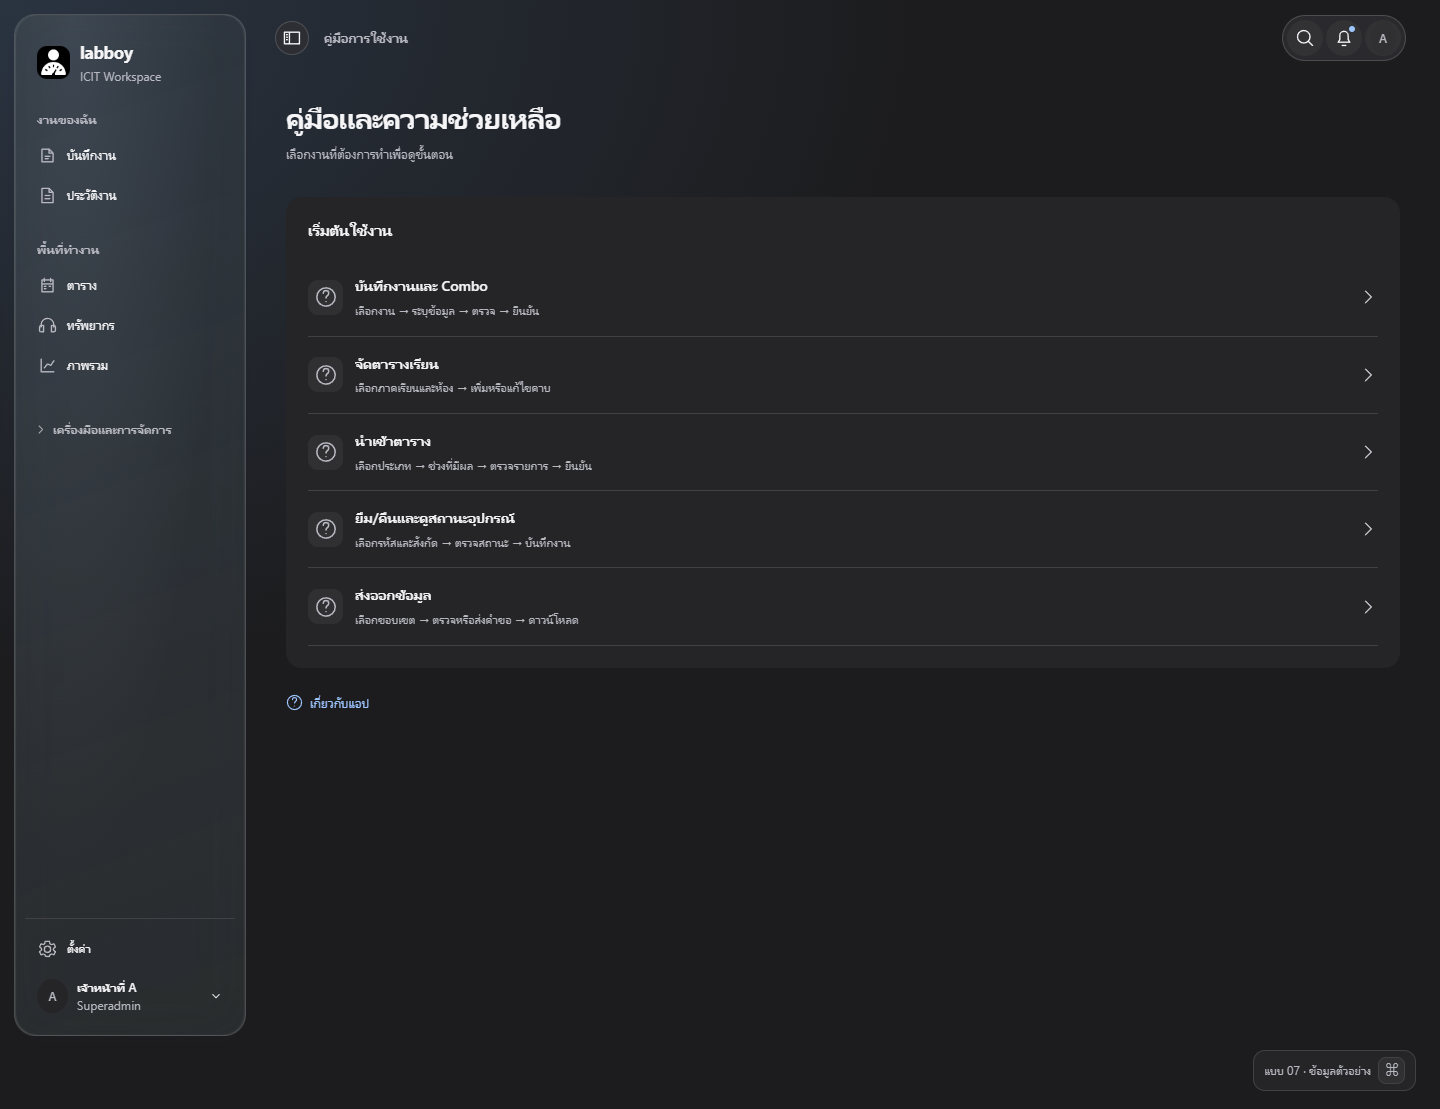 labboy
ICIT Workspace
งานของฉัน
บันทึกงาน
ประวัติงาน
พื้นที่ทำงาน
ตาราง
ทรัพยากร
ภาพรวม
เครื่องมือและการจัดการ
ตั้งค่า
A
เจ้าหน้าที่ A
Superadmin
คู่มือการใช้งาน
A
คู่มือและความช่วยเหลือ
เลือกงานที่ต้องการทำเพื่อดูขั้นตอน
เริ่มต้นใช้งาน
บันทึกงานและ Combo
เลือกงาน → ระบุข้อมูล → ตรวจ → ยืนยัน
จัดตารางเรียน
เลือกภาคเรียนและห้อง → เพิ่มหรือแก้ไขคาบ
นำเข้าตาราง
เลือกประเภท → ช่วงที่มีผล → ตรวจรายการ → ยืนยัน
ยืม/คืนและดูสถานะอุปกรณ์
เลือกรหัสและสังกัด → ตรวจสถานะ → บันทึกงาน
ส่งออกข้อมูล
เลือกขอบเขต → ตรวจหรือส่งคำขอ → ดาวน์โหลด
เกี่ยวกับแอป
แบบ 07 · ข้อมูลตัวอย่าง ⌘